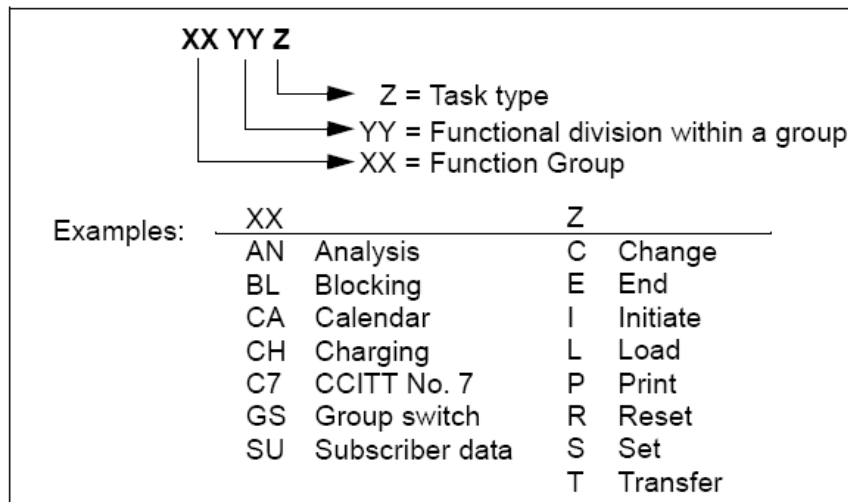 XX YY Z
Z = Task type
YY = Functional division within a group
XX = Function Group
Examples: XX Z
AN Analysis C Change
BL Blocking E End
CA Calendar I Initiate
CH Charging L Load
C7 CCITT No. 7 P Print
GS Group switch R Reset
SU Subscriber data S Set
T Transfer